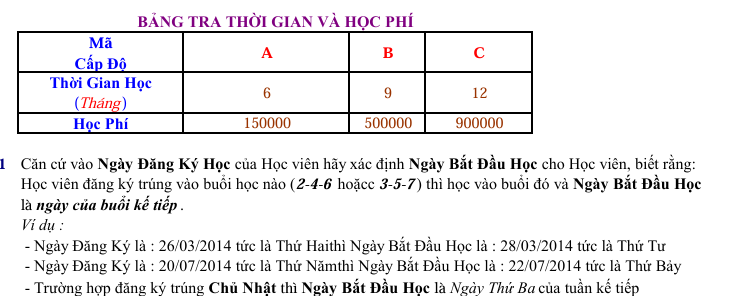 BẢNG TRA THỜI GIAN VÀ HỌC PHÍ
Mã
Cấp Độ
A
B
C
Thời Gian Học
(Tháng)
6
9
12
Học Phí
150000
500000
900000
1 Căn cứ vào Ngày Đăng Ký Học của Học viên hãy xác định Ngày Bắt Đầu Học cho Học viên, biết rằng:
Học viên đăng ký trúng vào buổi học nào (2-4-6 hoặcc 3-5-7) thì học vào buổi đó và Ngày Bắt Đầu Học
là ngày của buổi kế tiếp .
Ví dụ :
- Ngày Đăng Ký là : 26/03/2014 tức là Thứ Haithì Ngày Bắt Đầu Học là : 28/03/2014 tức là Thứ Tư
- Ngày Đăng Ký là : 20/07/2014 tức là Thứ Nămthì Ngày Bắt Đầu Học là : 22/07/2014 tức là Thứ Bảy
- Trường hợp đăng ký trúng Chủ Nhật thì Ngày Bắt Đầu Học là Ngày Thứ Ba của tuần kế tiếp